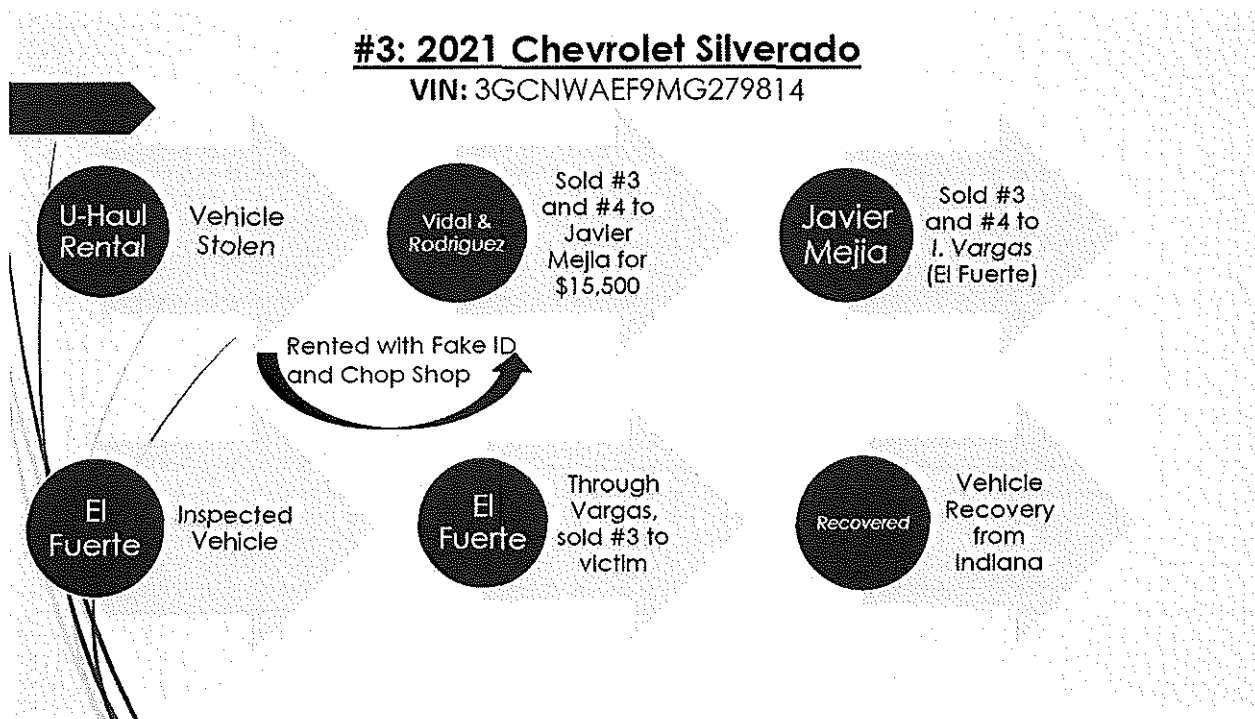 #3: 2021 Chevrolet Silverado
VIN: 3GCNWAEF9MG279814
U-Haul
Rental
Vehicle
Stolen
Vidal &
Rodriguez
Sold #3
and #4 to
Javier
Mejia for
$15,500
Javier
Mejia
Sold #3
and #4 to
I. Vargas
(El Fuerte)
Rented with Fake ID
and Chop Shop
El
Fuerte
Inspected
Vehicle
El
Fuerte
Through
Vargas,
sold #3 to
victim
Recovered
Vehicle
Recovery
from
Indiana